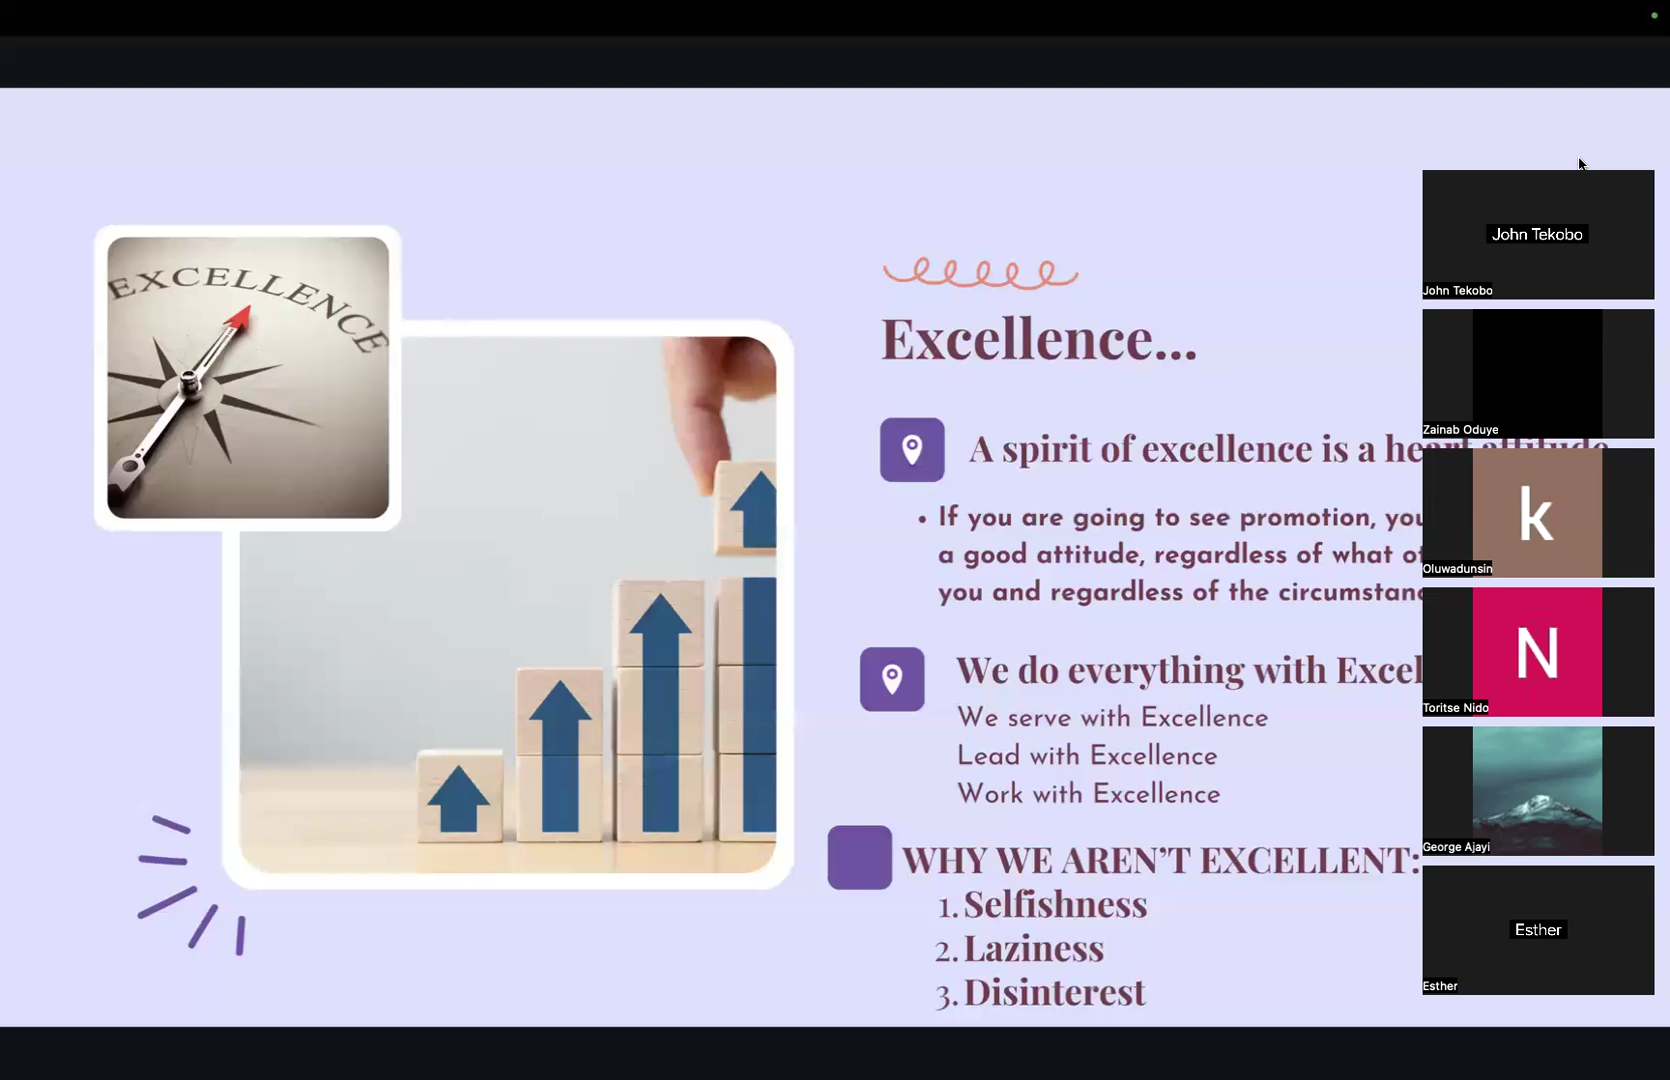 EXCELLENCE
Excellence...
A spirit of excellence is a heart attitude
• If you are going to see promotion, you
a good attitude, regardless of what
you and regardless of the
We do everything with
We serve with Excellence
Lead with Excellence
Work with Excellence
WHY WE AREN'T EXCELLENT:
1. Selfishness
2. Laziness
3. Disinterest
John Tekobo
John Tekobo
Zainab Oduye
k
Oluwadunsin
N
Toritse Nido
George Ajayi
Esther
Esther